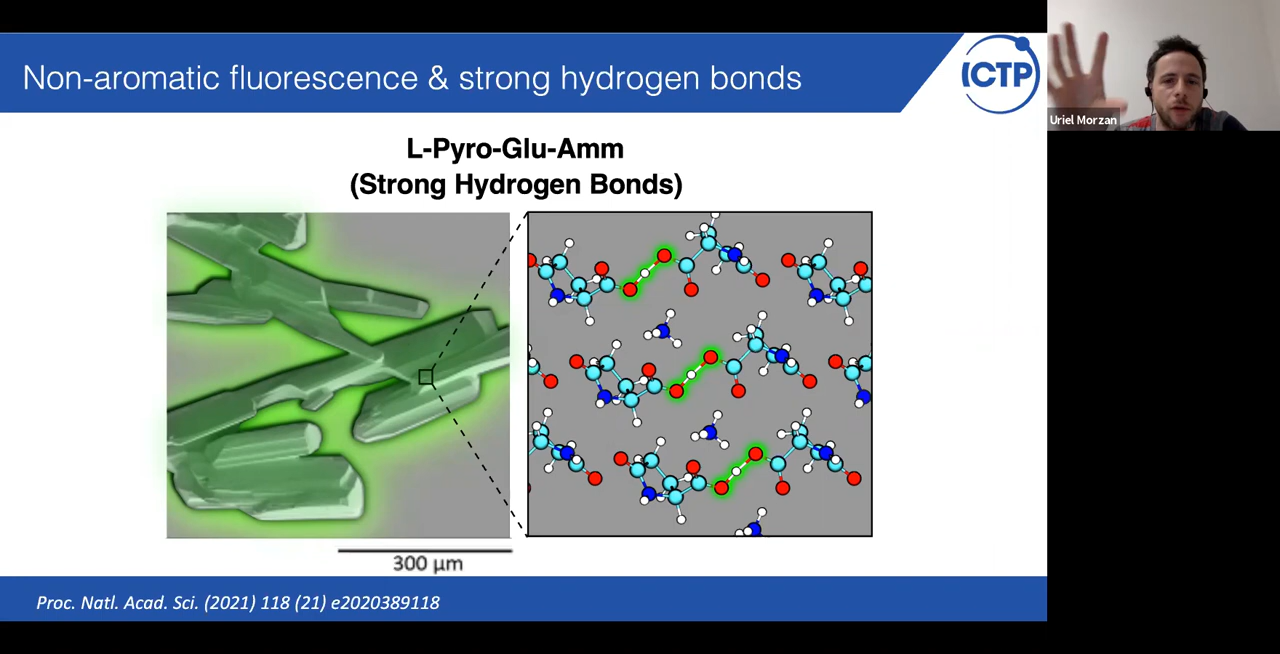 Non-aromatic fluorescence & strong hydrogen bonds
ICTP
Uriel Morzan
L-Pyro-Glu-Amm
(Strong Hydrogen Bonds)
300 µm
Proc. Natl. Acad. Sci. (2021) 118 (21) e2020389118